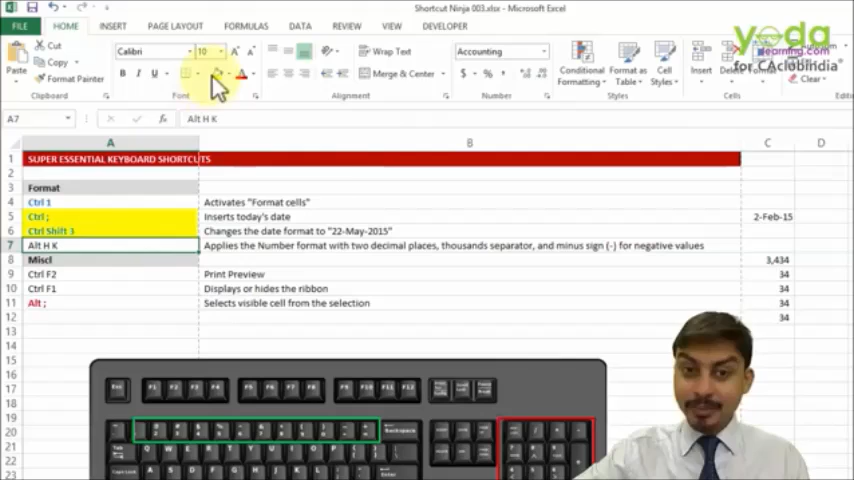 Shortcut Ninja 003.xlsx - Microsoft Excel
FILE HOME INSERT PAGE LAYOUT FORMULAS DATA REVIEW VIEW DEVELOPER
yoda
learning.com
for CAclubindia
Cut
Copy
Format Painter
Paste
Clipboard
Calibri 10
B I U
Font
Wrap Text
Merge & Center
Alignment
Accounting
$ % ,
Number
Conditional Formatting
Format as Table
Cell Styles
Styles
Insert Delete
Cells
Clear
A7 fx Alt H K
A B C D
1 SUPER ESSENTIAL KEYBOARD SHORTCUTS
2
3 Format
4 Ctrl 1 Activates "Format cells"
5 Ctrl ; Inserts today's date 2-Feb-15
6 Ctrl Shift 3 Changes the date format to "22-May-2015"
7 Alt H K Applies the Number format with two decimal places, thousands separator, and minus sign (-) for negative values
8 Miscl 3,434
9 Ctrl F2 Print Preview 34
10 Ctrl F1 Displays or hides the ribbon 34
11 Alt ; Selects visible cell from the selection 34
12 34
13
14
15
16
17
18
19
20
21
22
23
Esc F1 F2 F3 F4 F5 F6 F7 F8 F9 F10 F11 F12
Backspace
Tab Q W E R T Y U I O P
Caps Lock A S D F G H J K L Enter